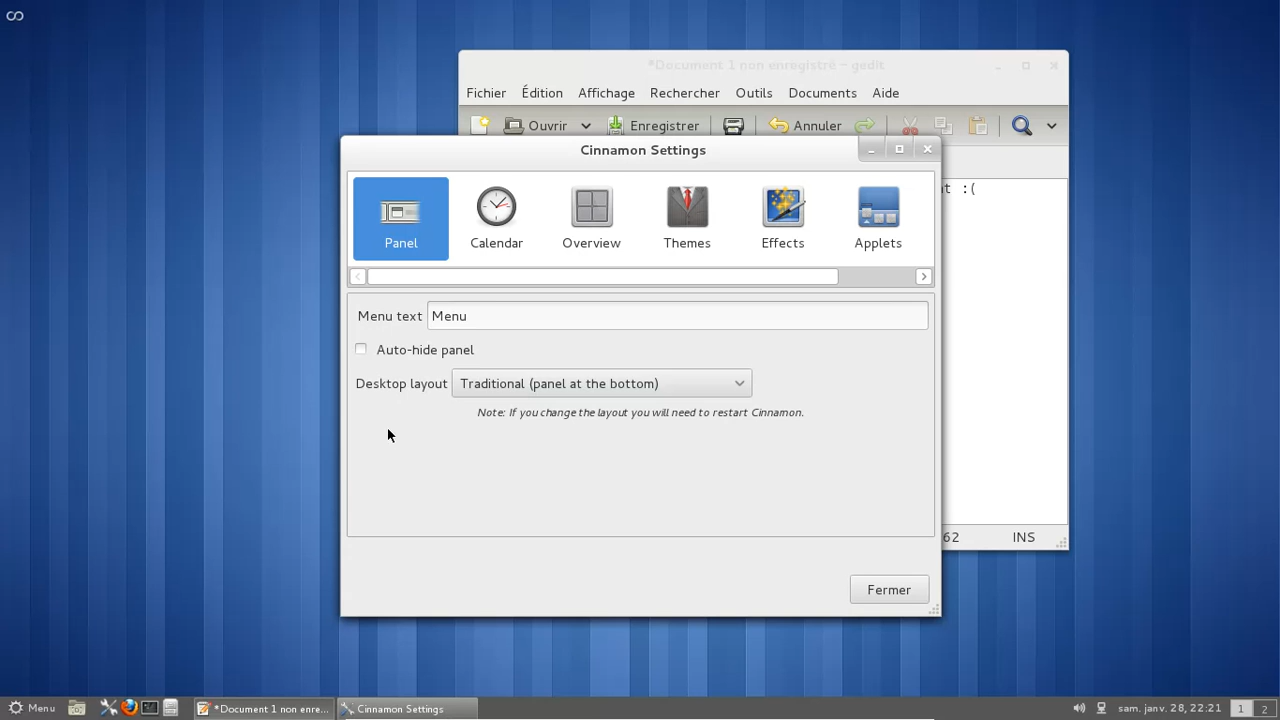 *Document 1 non enregistré - gedit
Fichier Édition Affichage Rechercher Outils Documents Aide
Ouvrir Enregistrer Annuler
Cinnamon Settings
:(
Panel Calendar Overview Themes Effects Applets
Menu text Menu
Auto-hide panel
Desktop layout Traditional (panel at the bottom)
Note: If you change the layout you will need to restart Cinnamon.
62 INS
Fermer
Menu *Document 1 non enre... Cinnamon Settings sam. janv. 28, 22:21 1 2